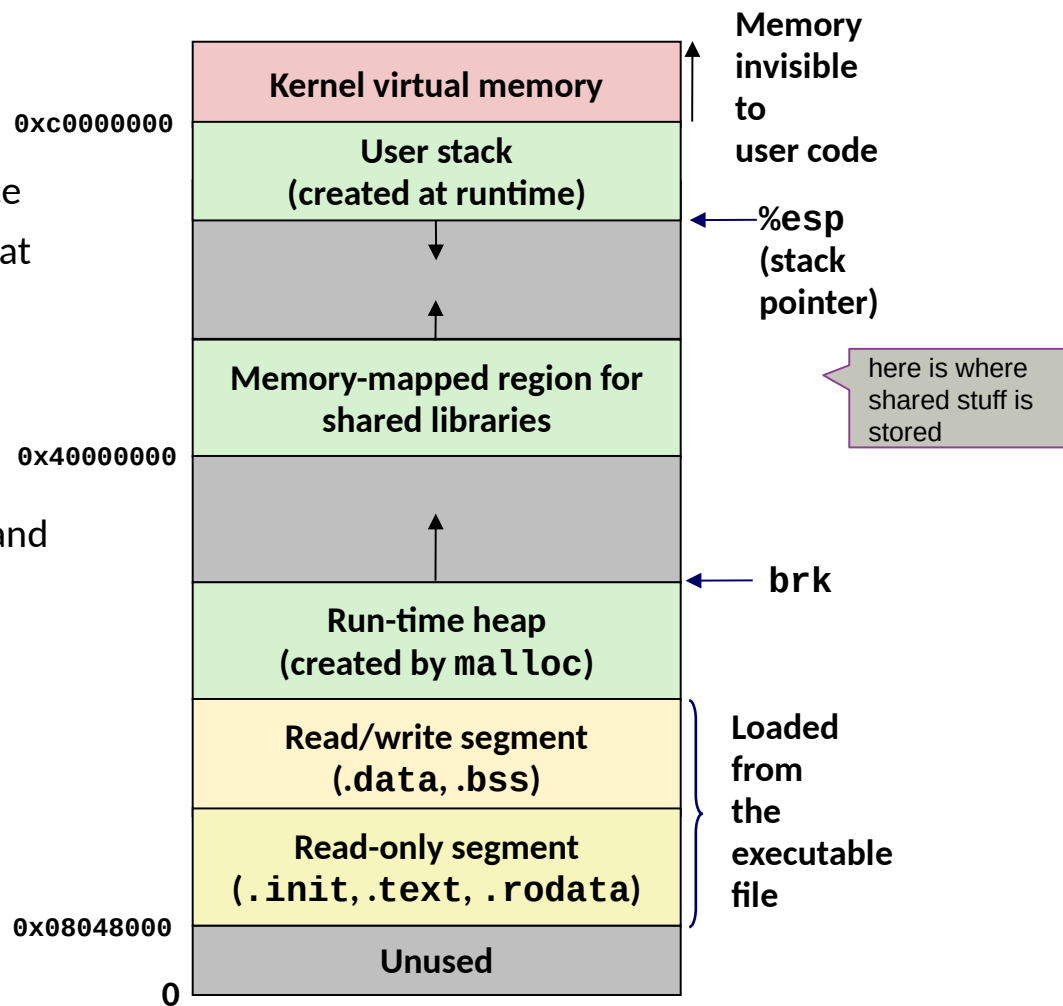 Memory
invisible
to
user code
Kernel virtual memory
0xc0000000
User stack
(created at runtime)
at
%esp
(stack
pointer)
Memory-mapped region for
shared libraries
here is where
shared stuff is
stored
0x40000000
and
brk
Run-time heap
(created by malloc)
Read/write segment
(.data, .bss)
Loaded
from
the
executable
file
Read-only segment
(.init, .text, .rodata)
0x08048000
Unused
0